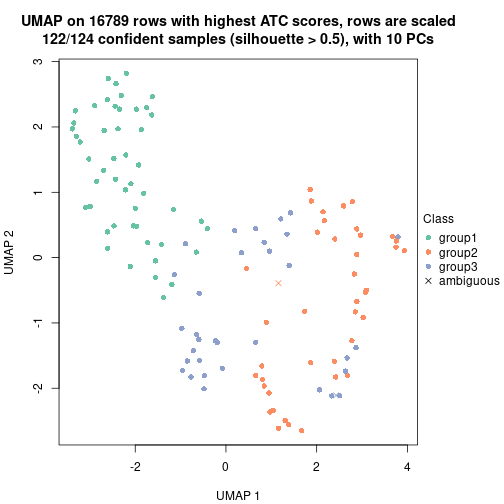 UMAP on 16789 rows with highest ATC scores, rows are scaled
122/124 confident samples (silhouette > 0.5), with 10 PCs
3
2
1
0
-1
-2
UMAP 2
-2
0
2
4
UMAP 1
Class
group1
group2
group3
ambiguous